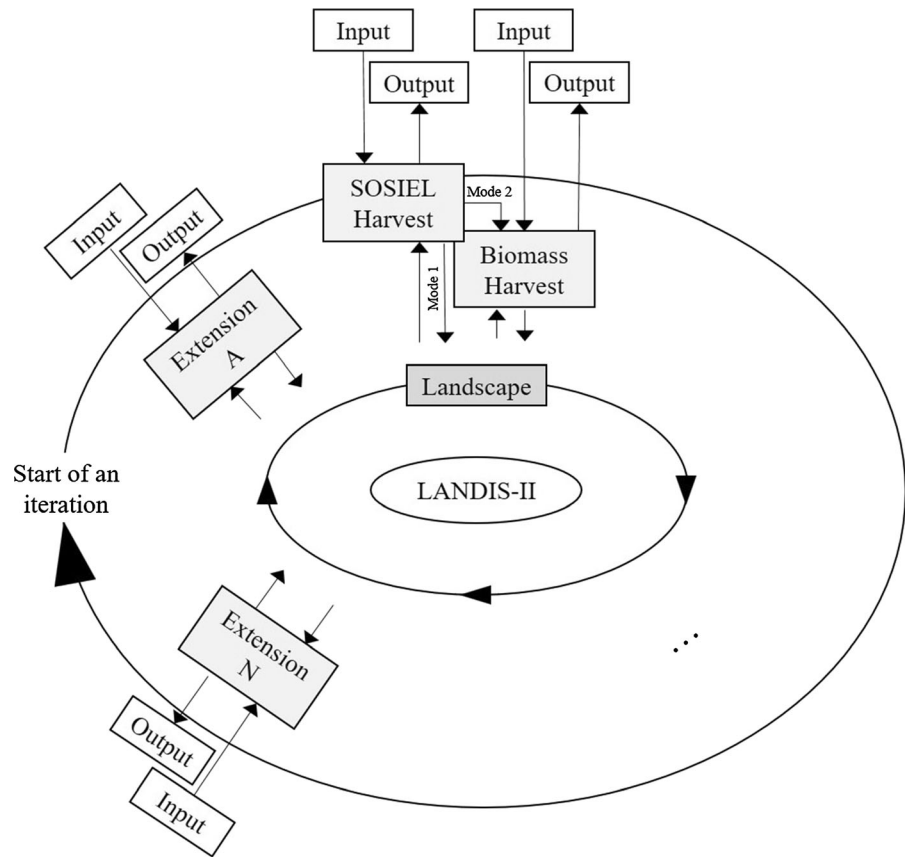 Input
Input
Output
Output
SOSIEL
Harvest
Mode 2
Biomass
Harvest
Mode 1
Input
Output
Extension
A
Landscape
LANDIS-II
Start of an
iteration
Extension
N
Output
Input
...